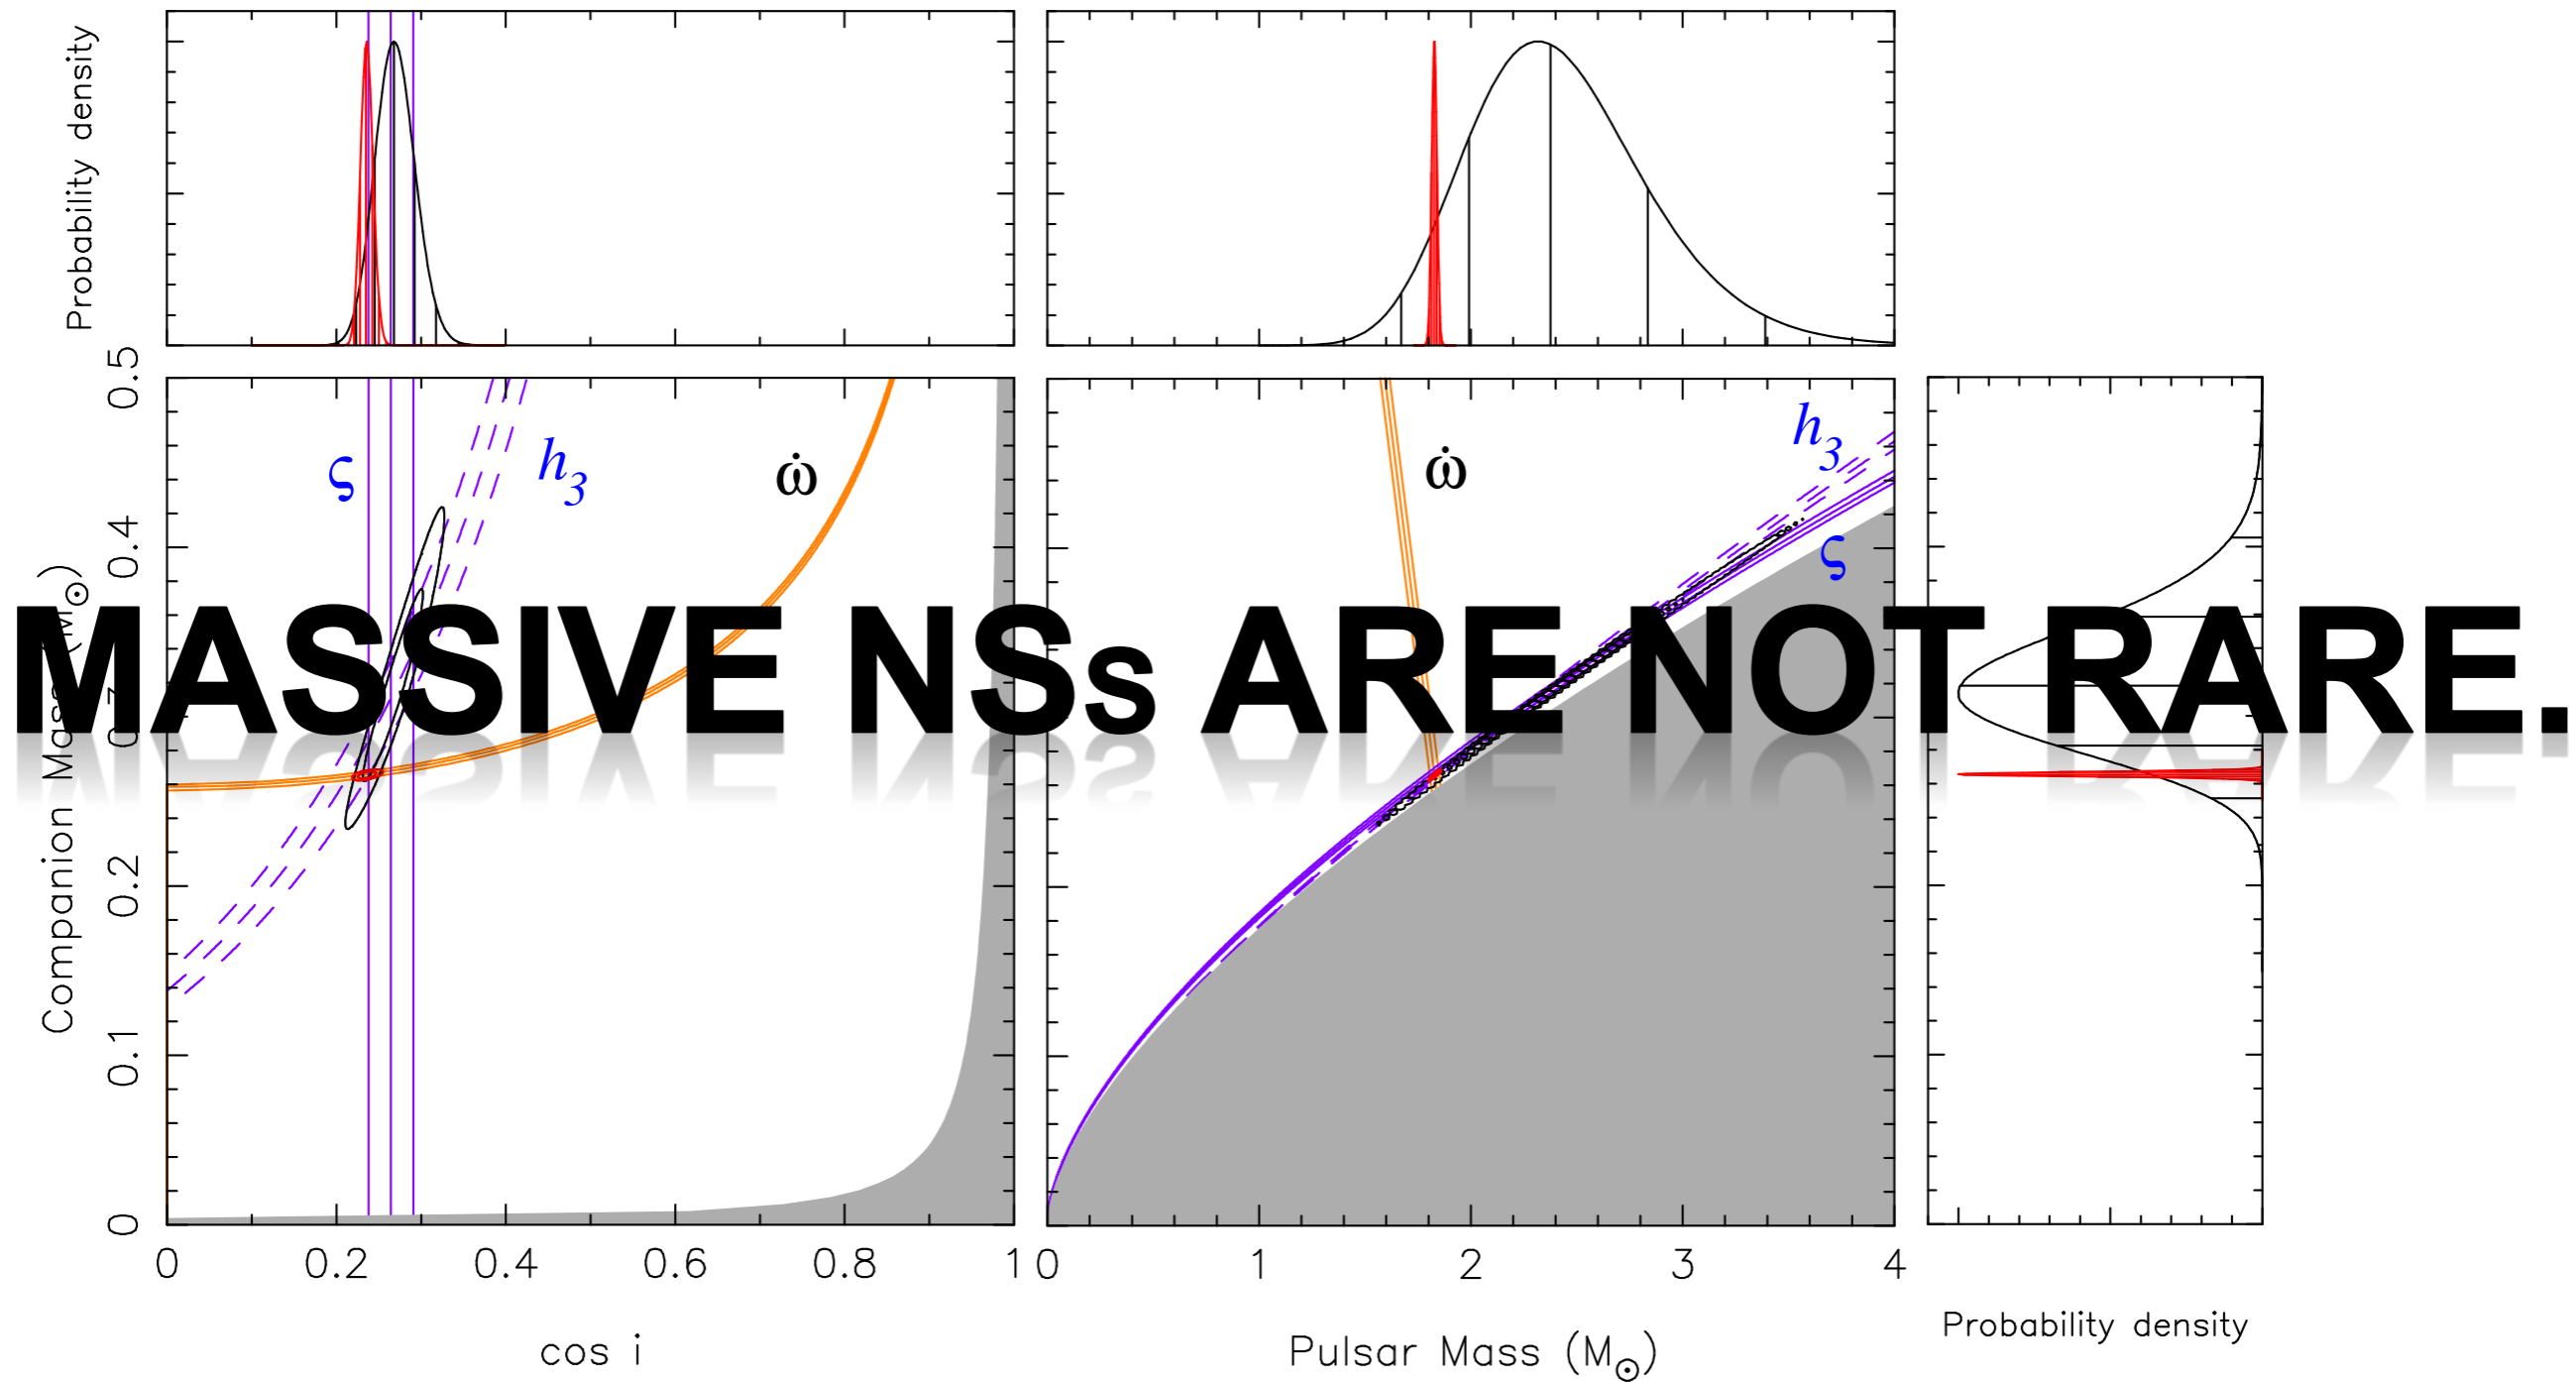 Probability density
0.5
ς
h3
ω̇
h3
ω̇
ς
0.4
Companion Mass (M☉)
MASSIVE NSs ARE NOT RARE.
0.2
0.1
0
0 0.2 0.4 0.6 0.8 1
0 1 2 3 4
cos i
Pulsar Mass (M☉)
Probability density